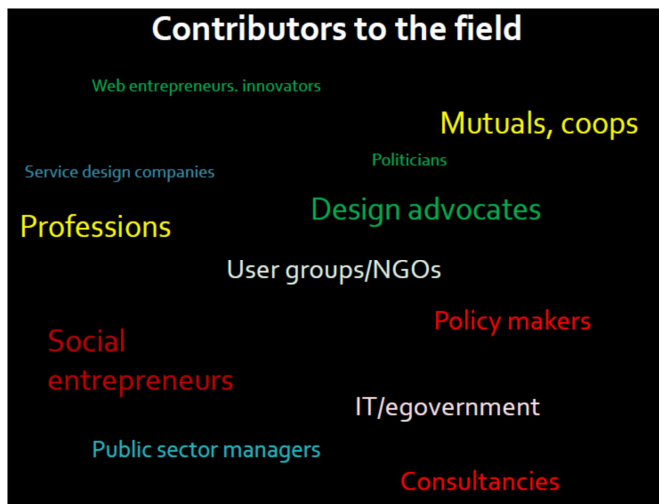 Contributors to the field
Web entrepreneurs. innovators
Mutuals, coops
Politicians
Service design companies
Design advocates
Professions
User groups/NGOs
Policy makers
Social
entrepreneurs
IT/egovernment
Public sector managers
Consultancies